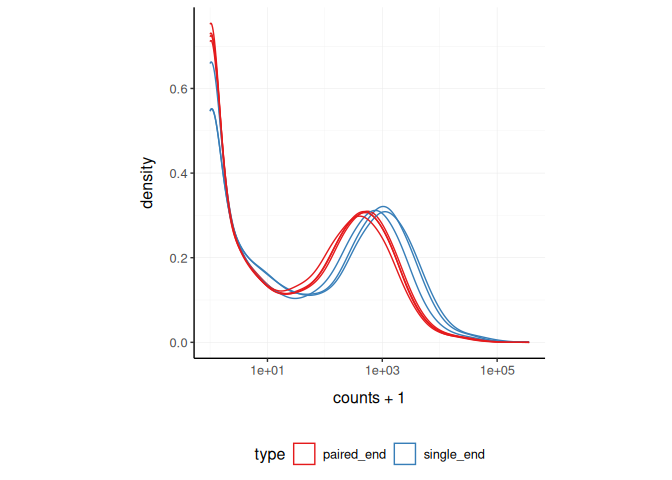 density
0.6
0.4
0.2
0.0
1e+01 1e+03 1e+05
counts + 1
type paired_end single_end